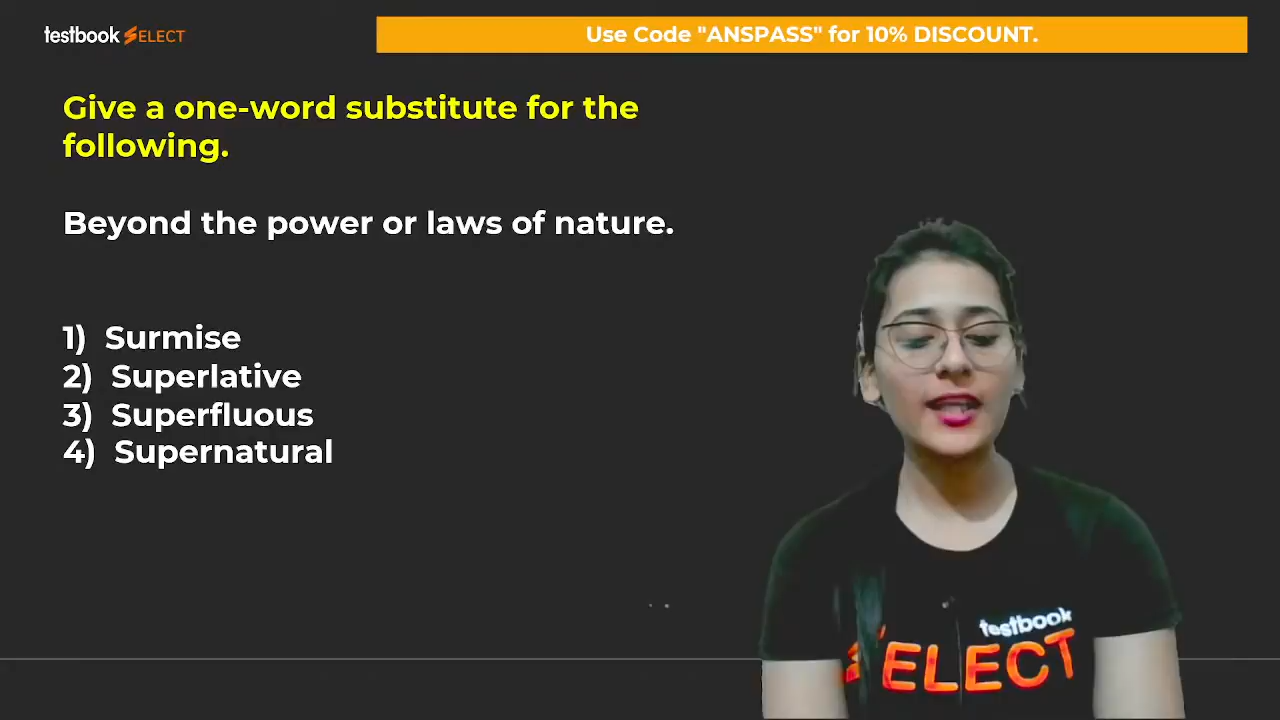 testbook SELECT
Use Code "ANSPASS" for 10% DISCOUNT.
Give a one-word substitute for the
following.
Beyond the power or laws of nature.
1) Surmise
2) Superlative
3) Superfluous
4) Supernatural
testbook
SELECT